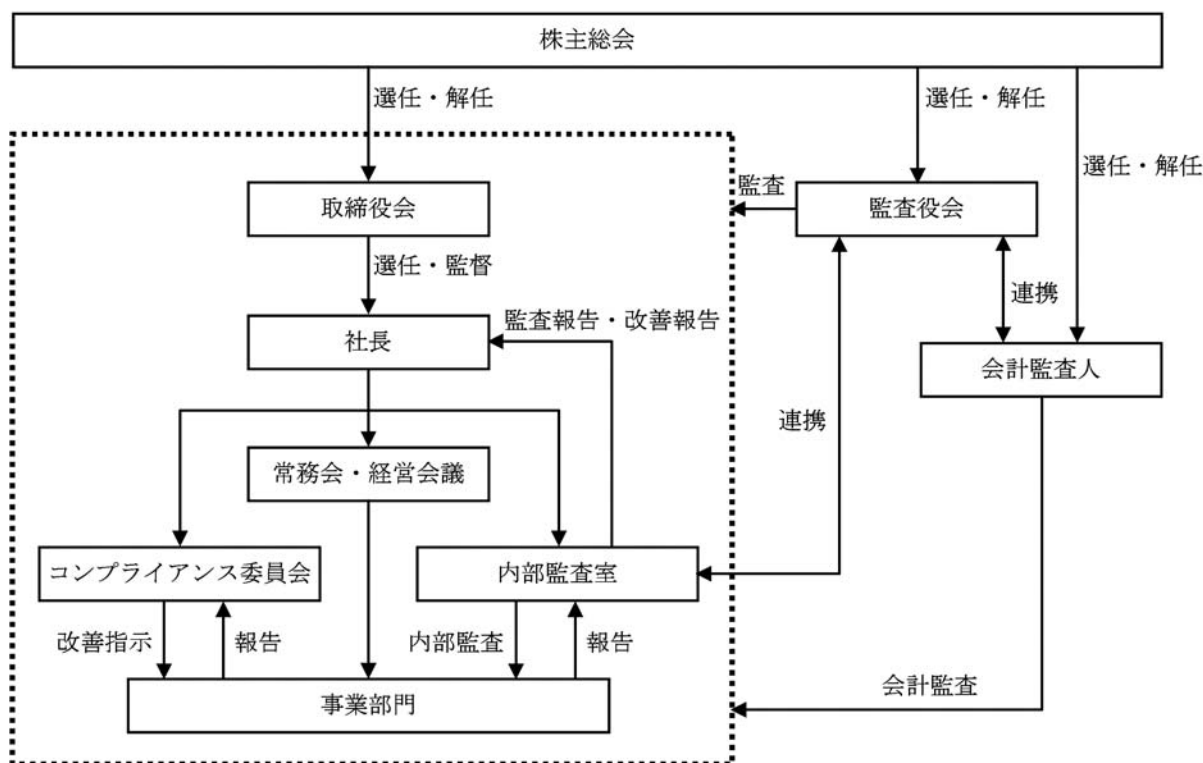 株主総会
選任・解任
選任・解任
選任・解任
取締役会
監査
監査役会
選任・監督
連携
社長
監査報告・改善報告
会計監査人
連携
常務会・経営会議
コンプライアンス委員会
内部監査室
改善指示
報告
内部監査
報告
会計監査
事業部門